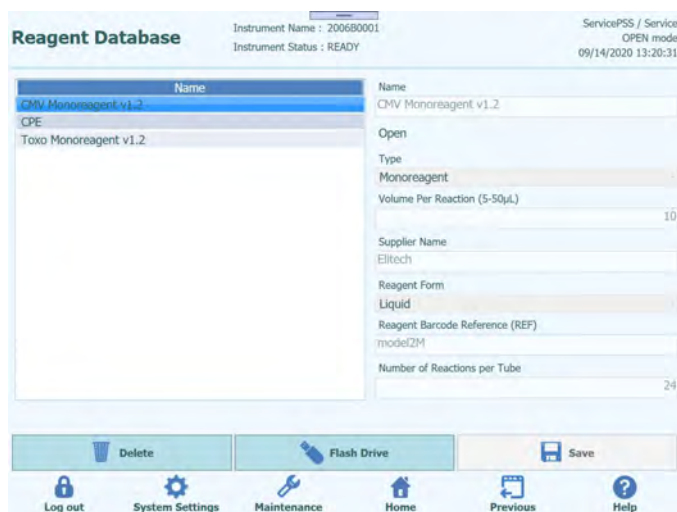 Reagent Database
Instrument Name : 200680001
Instrument Status : READY
ServicePSS / Service
OPEN mode
09/14/2020 13:20:31
Name
CMV Monoreagent v1.2
CPE
Toxo Monoreagent v1.2
Name
CMV Monoreagent v1.2
Open
Type
Monoreagent
Volume Per Reaction (5-50µL)
10
Supplier Name
Elitech
Reagent Form
Liquid
Reagent Barcode Reference (REF)
model2M
Number of Reactions per Tube
24
Delete
Flash Drive
Save
Log out
System Settings
Maintenance
Home
Previous
Help